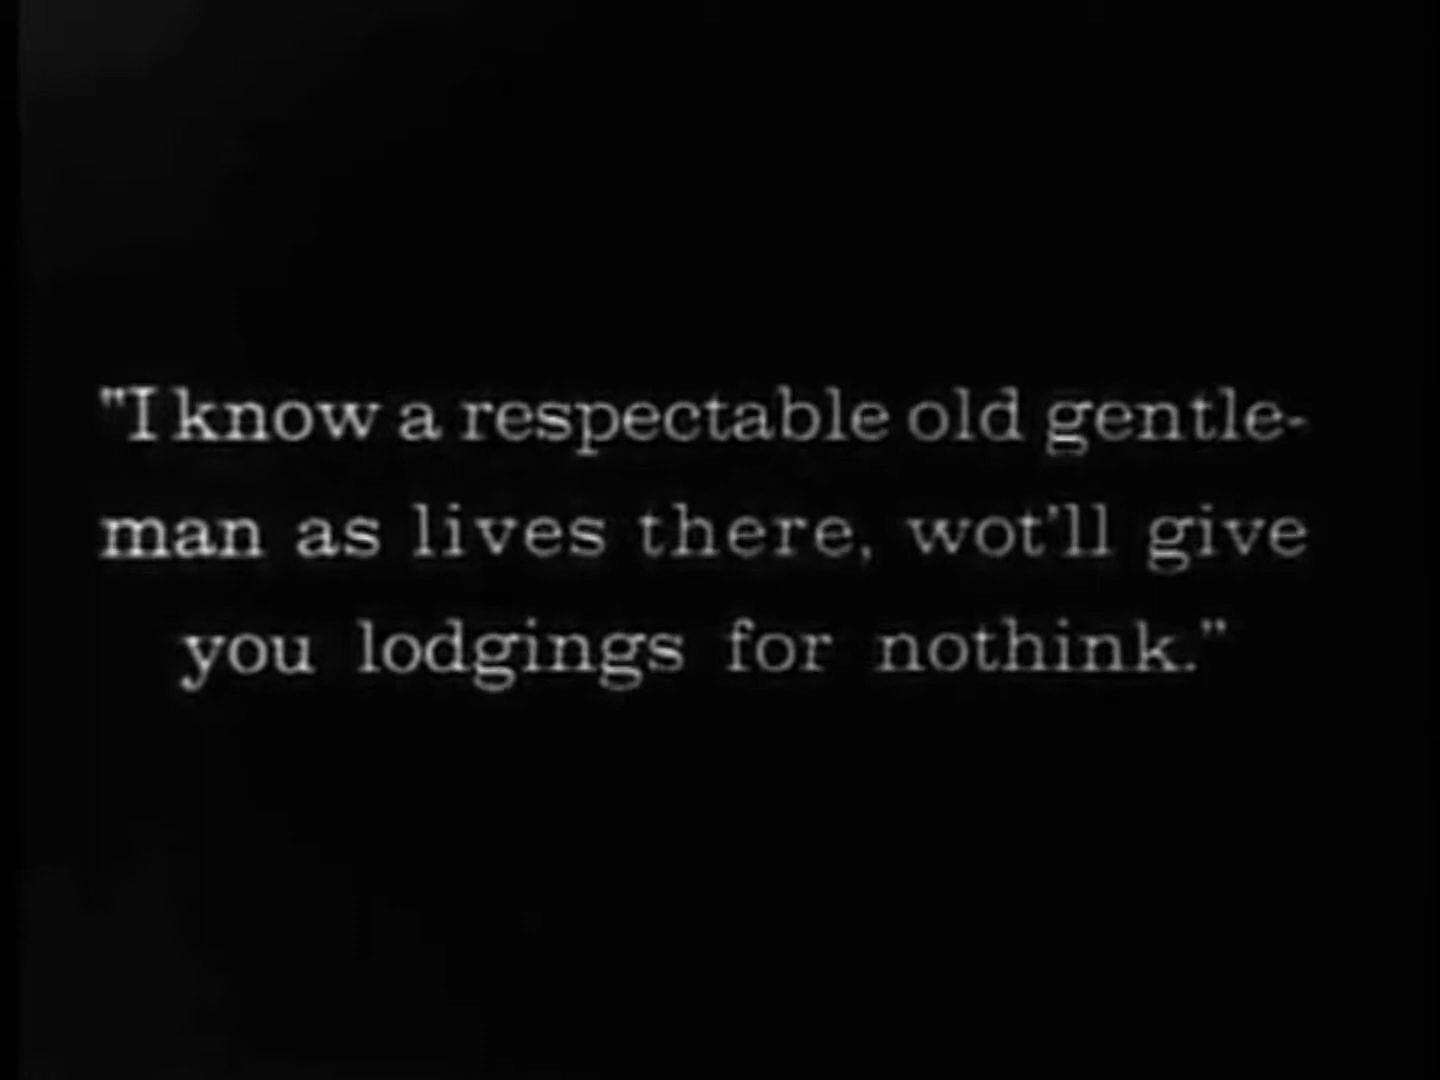 "I know a respectable old gentle-
man as lives there, wot'll give
you lodgings for nothink."